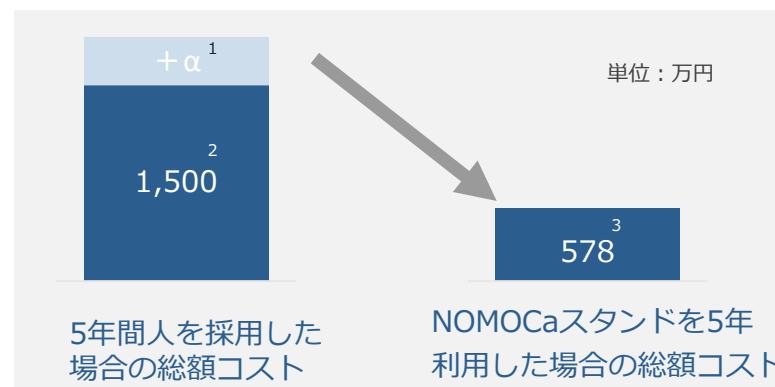 +α 1
単位：万円
2
1,500
3
578
5年間人を採用した
場合の総額コスト
NOMOCaスタンドを5年
利用した場合の総額コスト